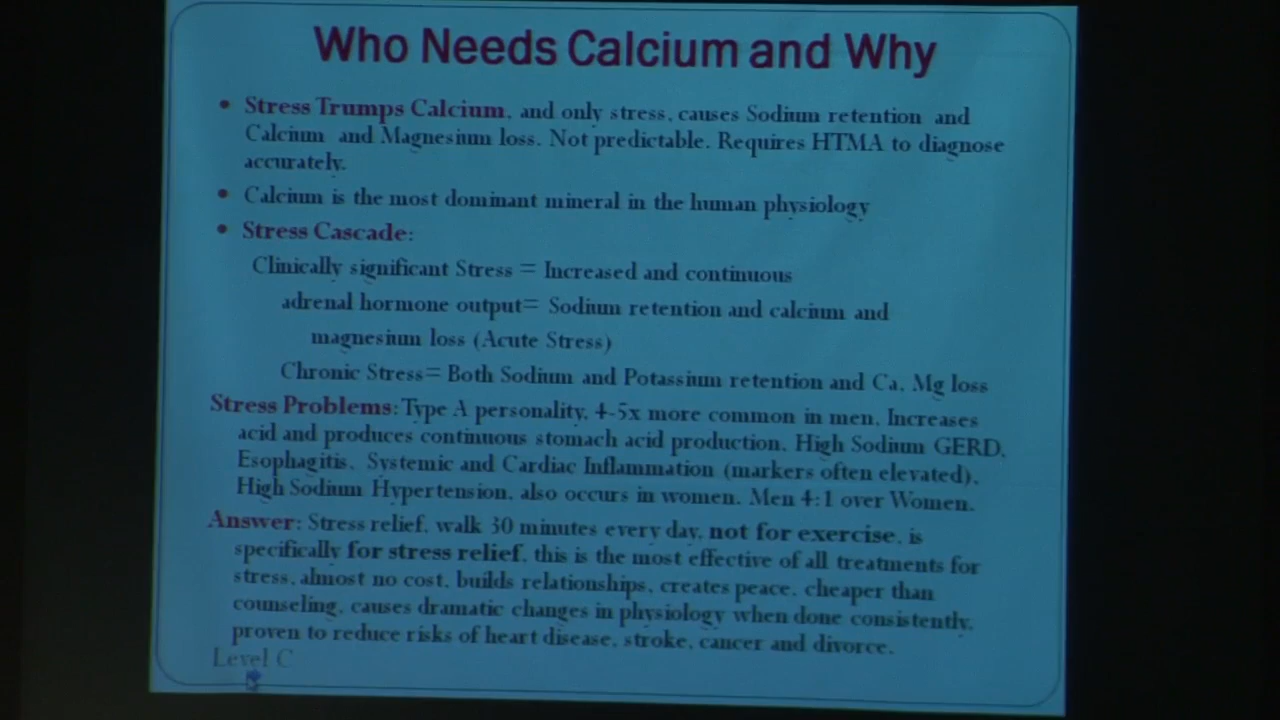 Who Needs Calcium and Why
• Stress Trumps Calcium, and only stress, causes Sodium retention and
Calcium and Magnesium loss. Not predictable. Requires HTMA to diagnose
accurately.
• Calcium is the most dominant mineral in the human physiology
• Stress Cascade:
Clinically significant Stress = Increased and continuous
adrenal hormone output= Sodium retention and calcium and
magnesium loss (Acute Stress)
Chronic Stress= Both Sodium and Potassium retention and Ca, Mg loss
Stress Problems: Type A personality, 4-5x more common in men, Increases
acid and produces continuous stomach acid production, High Sodium GERD,
Esophagitis, Systemic and Cardiac Inflammation (markers often elevated),
High Sodium Hypertension, also occurs in women. Men 4:1 over Women.
Answer: Stress relief, walk 30 minutes every day, not for exercise, is
specifically for stress relief, this is the most effective of all treatments for
stress, almost no cost, builds relationships, creates peace, cheaper than
counseling, causes dramatic changes in physiology when done consistently,
proven to reduce risks of heart disease, stroke, cancer and divorce.
Level C